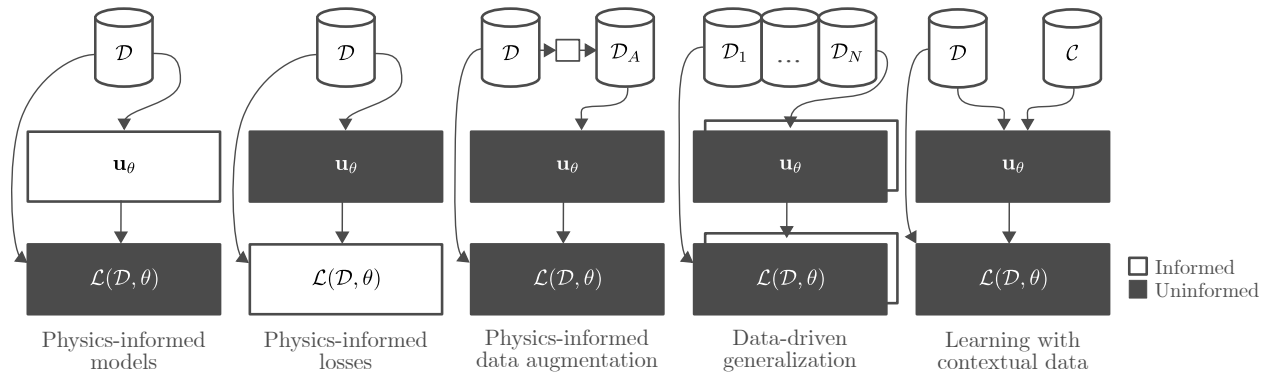 𝒟
𝒟
𝒟
𝒟_A
𝒟₁
...
𝒟_N
𝒟
𝒞
u_θ
u_θ
u_θ
u_θ
u_θ
ℒ(𝒟, θ)
ℒ(𝒟, θ)
ℒ(𝒟, θ)
ℒ(𝒟, θ)
ℒ(𝒟, θ)
Informed
Uninformed
Physics-informed
models
Physics-informed
losses
Physics-informed
data augmentation
Data-driven
generalization
Learning with
contextual data